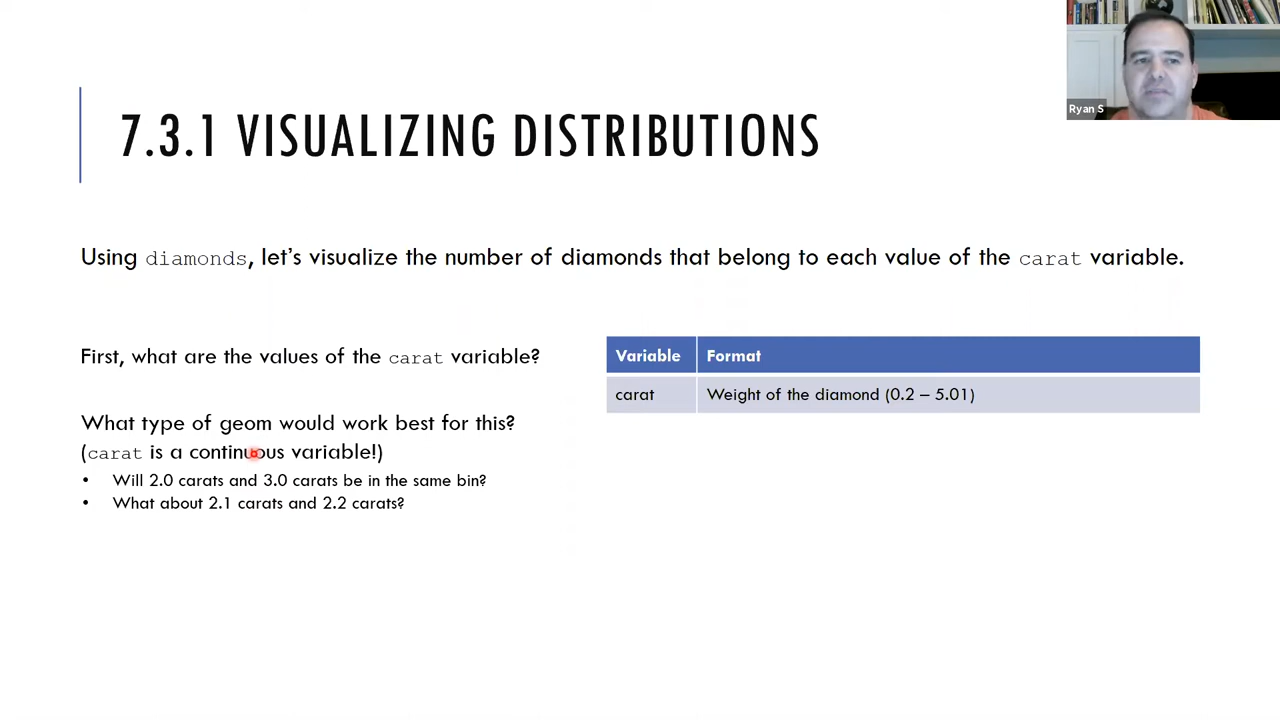 Ryan S
7.3.1 VISUALIZING DISTRIBUTIONS
Using diamonds, let's visualize the number of diamonds that belong to each value of the carat variable.
First, what are the values of the carat variable?
What type of geom would work best for this?
(carat is a continuous variable!)
• Will 2.0 carats and 3.0 carats be in the same bin?
• What about 2.1 carats and 2.2 carats?
Variable Format
carat Weight of the diamond (0.2 – 5.01)